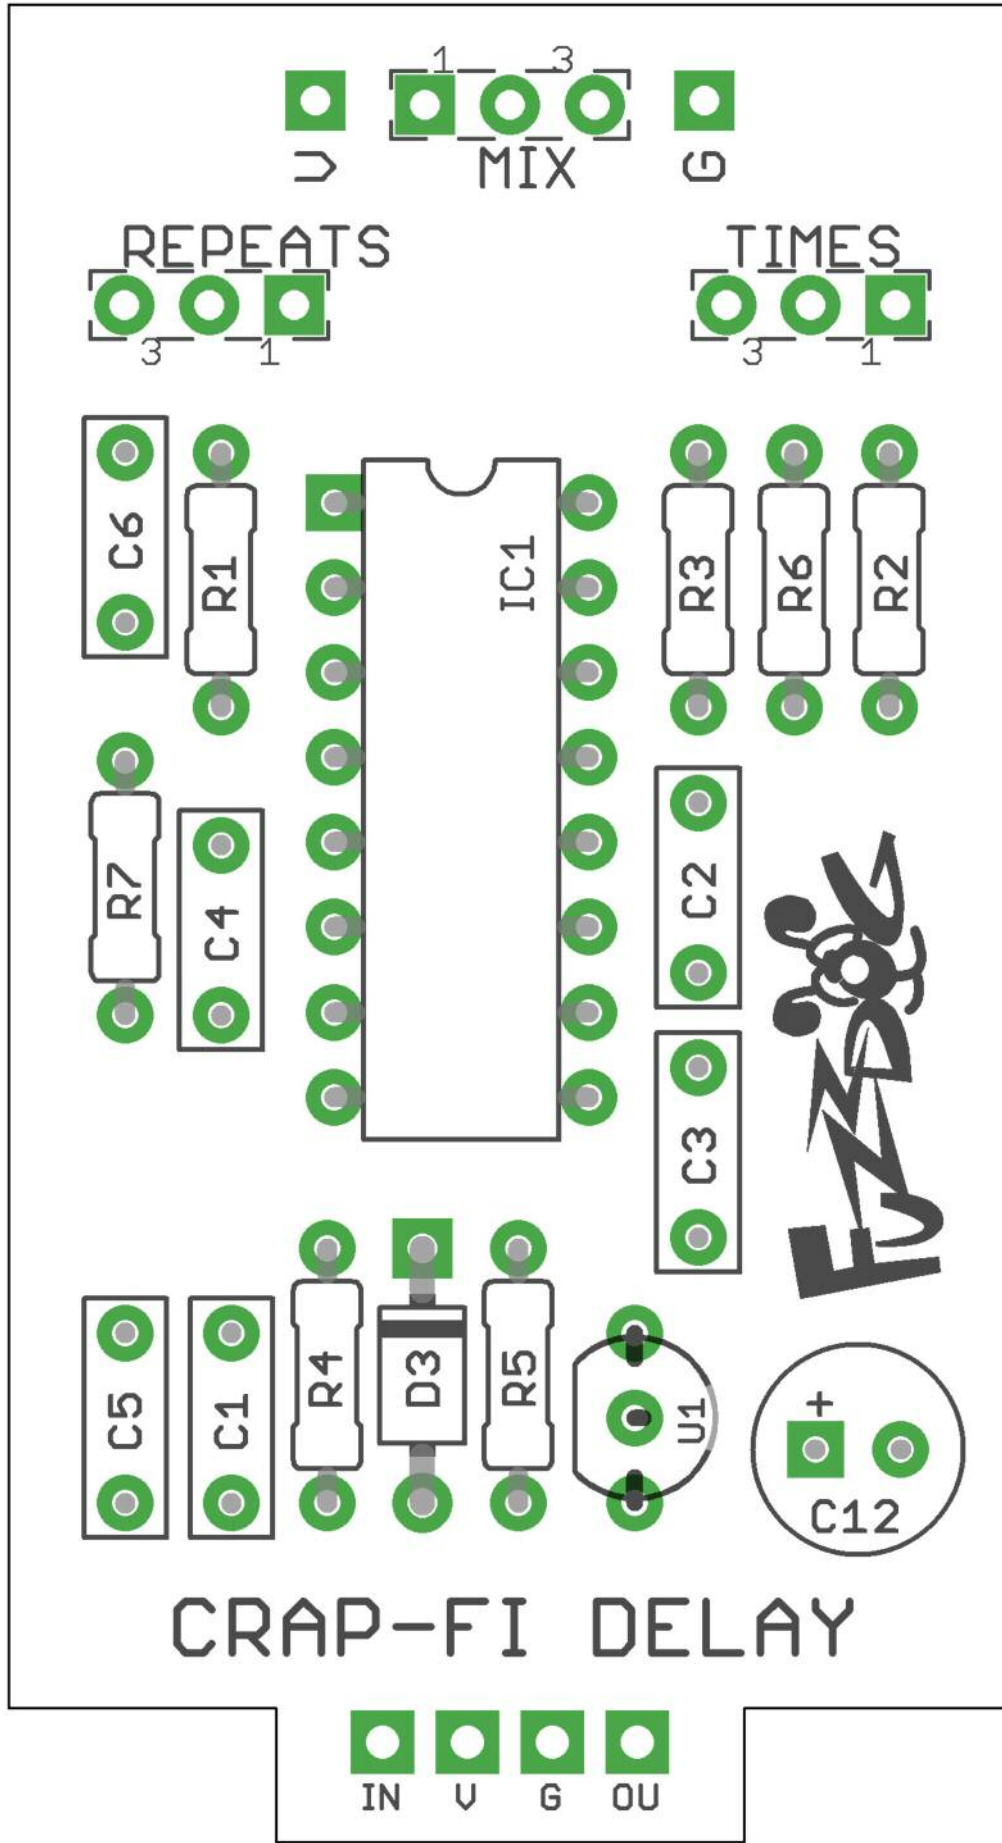 1 3
V MIX G
REPEATS TIMES
3 1 3 1
C6 R1 IC1 R3 R6 R2
R7 C4 C2
C3
FuzzDog
C5 C1 R4 D3 R5 U1 +
C12
CRAP-FI DELAY
IN V G OU